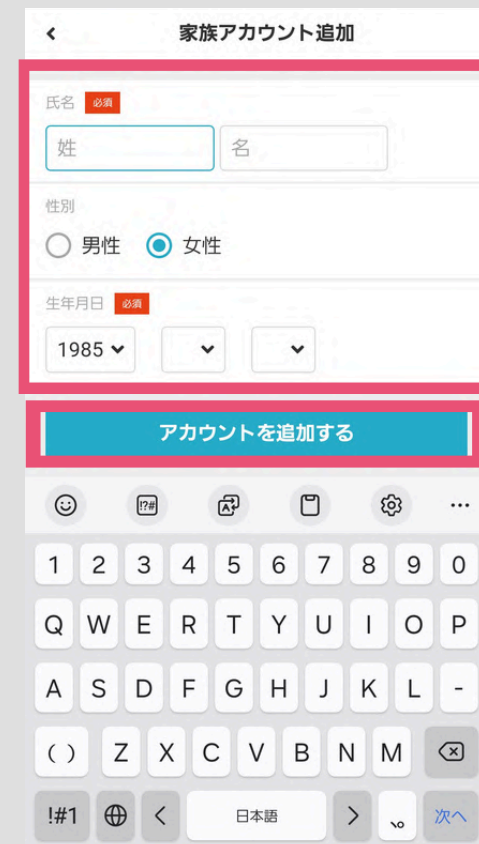 家族アカウント追加
氏名 必須
姓 名
性別
男性 女性
生年月日 必須
1985
アカウントを追加する
!?# A ...
1 2 3 4 5 6 7 8 9 0
Q W E R T Y U I O P
A S D F G H J K L -
( ) Z X C V B N M
!#1 < 日本語 > 、。 次へ